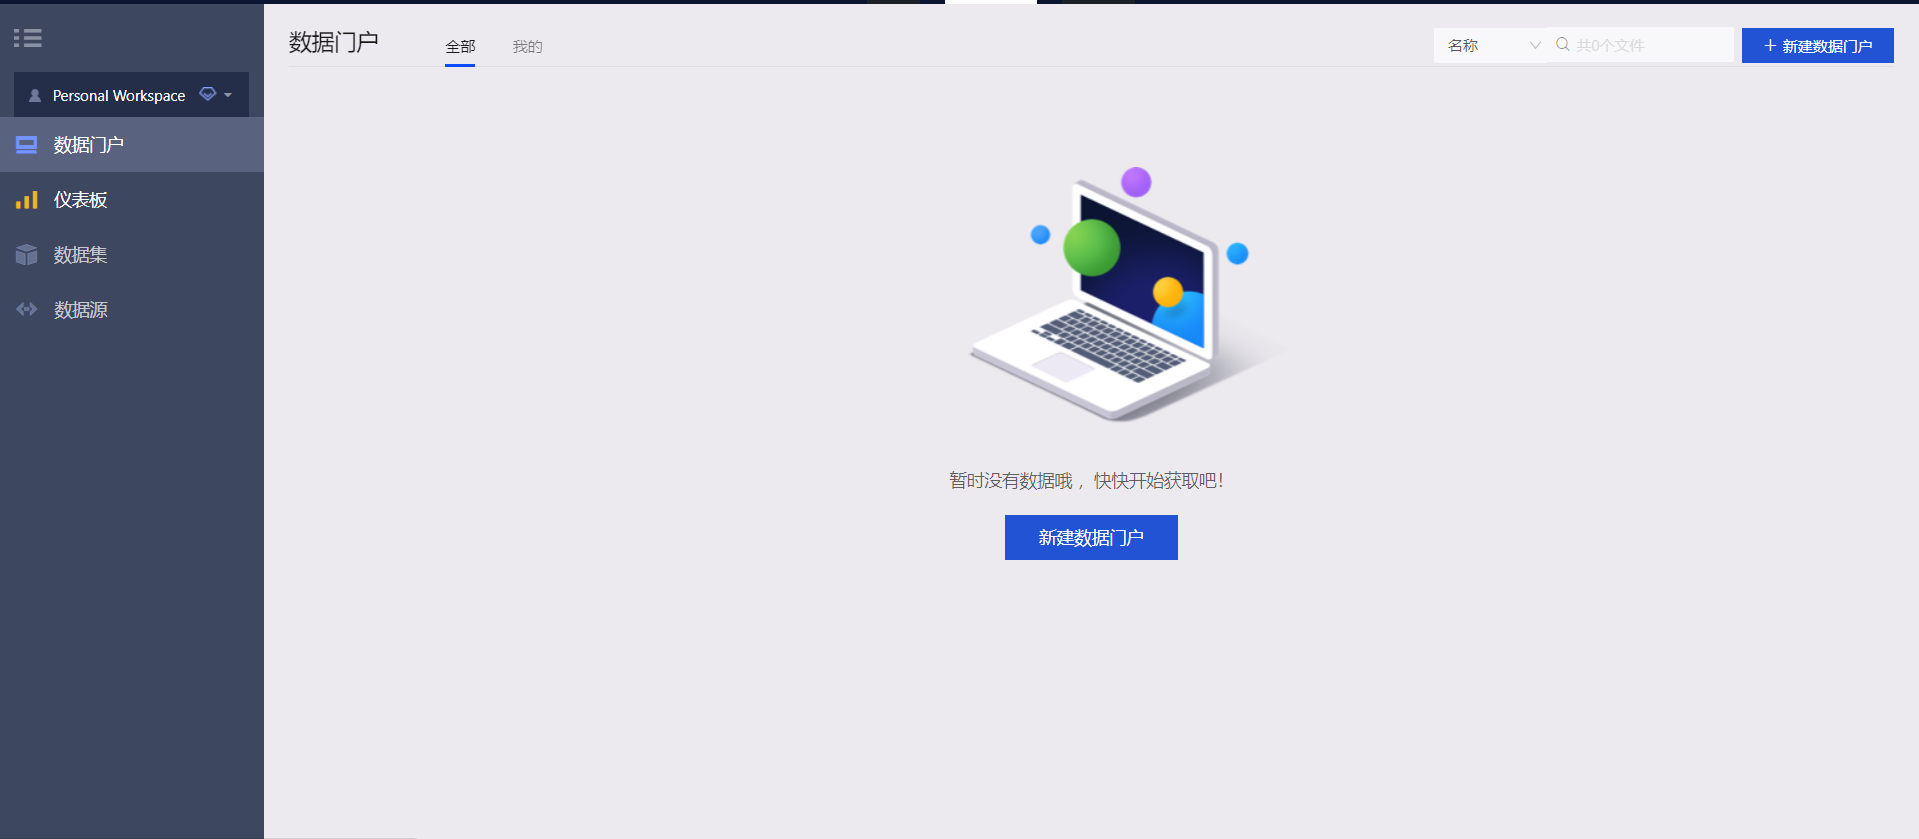 数据门户
全部
我的
名称
共0个文件
新建数据门户
Personal Workspace
数据门户
仪表板
数据集
数据源
暂时没有数据哦，快快开始获取吧！
新建数据门户